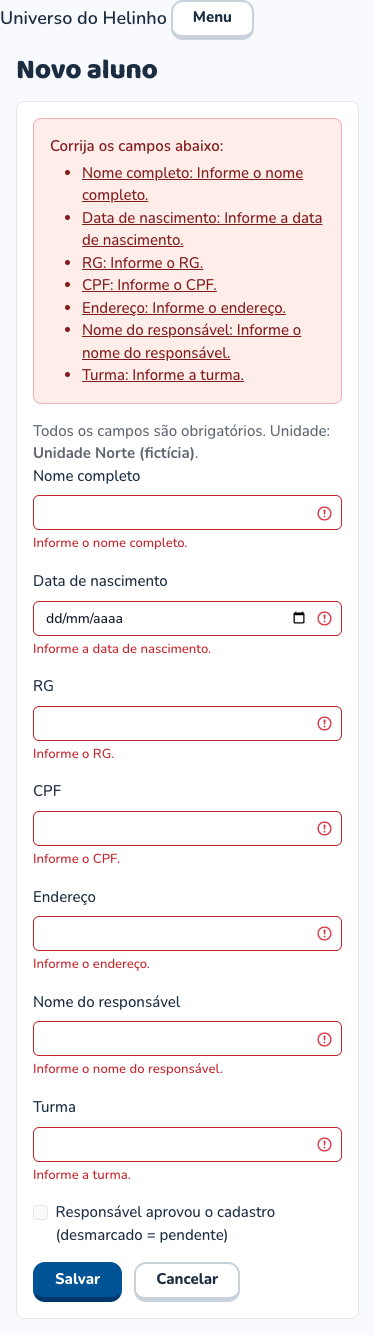 Universo do Helinho Menu
Novo aluno
Corrija os campos abaixo:
Nome completo: Informe o nome
completo.
Data de nascimento: Informe a data
de nascimento.
RG: Informe o RG.
CPF: Informe o CPF.
Endereço: Informe o endereço.
Nome do responsável: Informe o
nome do responsável.
Turma: Informe a turma.
Todos os campos são obrigatórios. Unidade:
Unidade Norte (fictícia).
Nome completo
Informe o nome completo.
Data de nascimento
dd/mm/aaaa
Informe a data de nascimento.
RG
Informe o RG.
CPF
Informe o CPF.
Endereço
Informe o endereço.
Nome do responsável
Informe o nome do responsável.
Turma
Informe a turma.
Responsável aprovou o cadastro
(desmarcado = pendente)
Salvar Cancelar